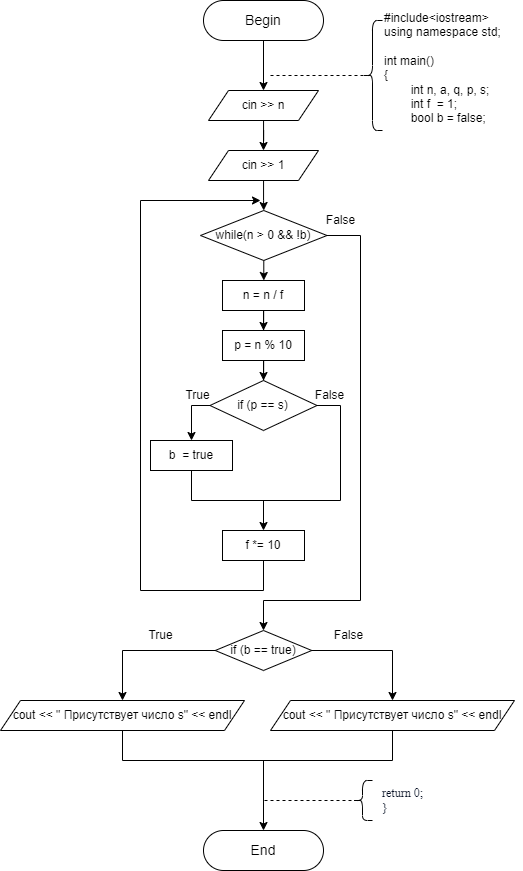 Begin
#include<iostream>
using namespace std;
int main()
{
int n, a, q, p, s;
int f  = 1;
bool b = false;
cin >> n
cin >> 1
while(n > 0 && !b)
False
n = n / f
p = n % 10
True
if (p == s)
False
b  = true
f *= 10
True
if (b == true)
False
cout << " Присутствует число s" << endl
cout << " Присутствует число s" << endl
return 0;
}
End